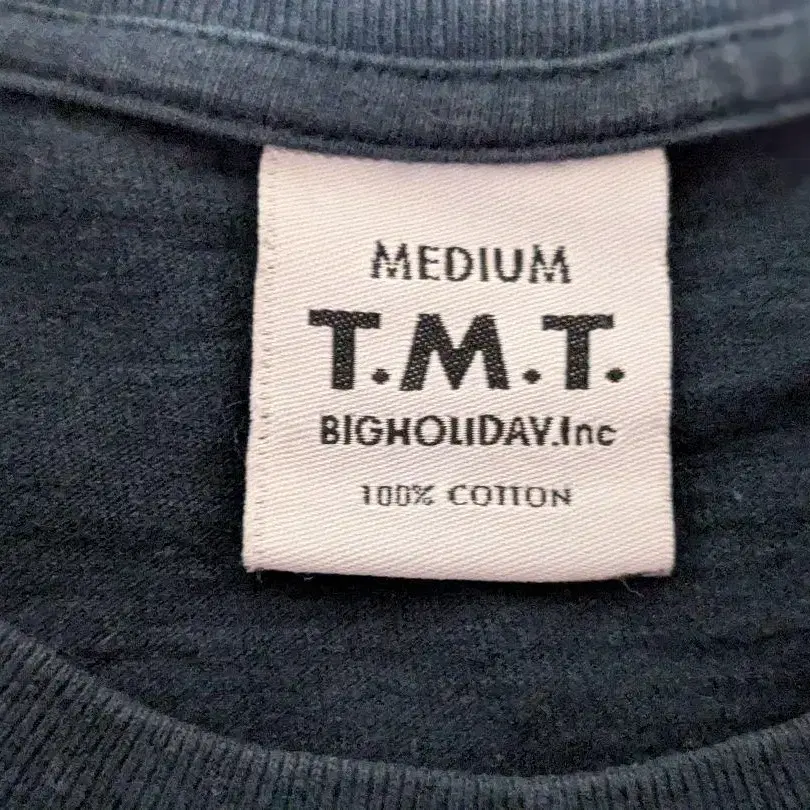 MEDIUM
T.M.T.
BIGHOLIDAY.Inc
100% COTTON